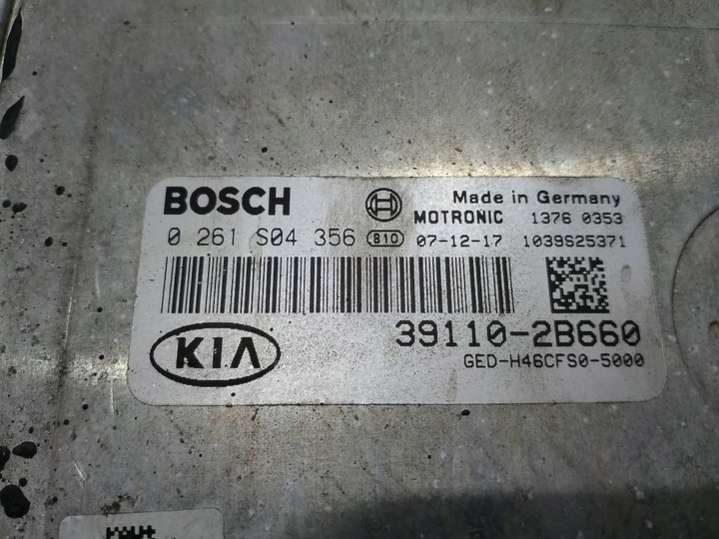 BOSCH Made in Germany
MOTRONIC 1376 0353
0 261 S04 356 810 07-12-17 1039S25371
39110-2B660
KIA GED-H46CFS0-5000